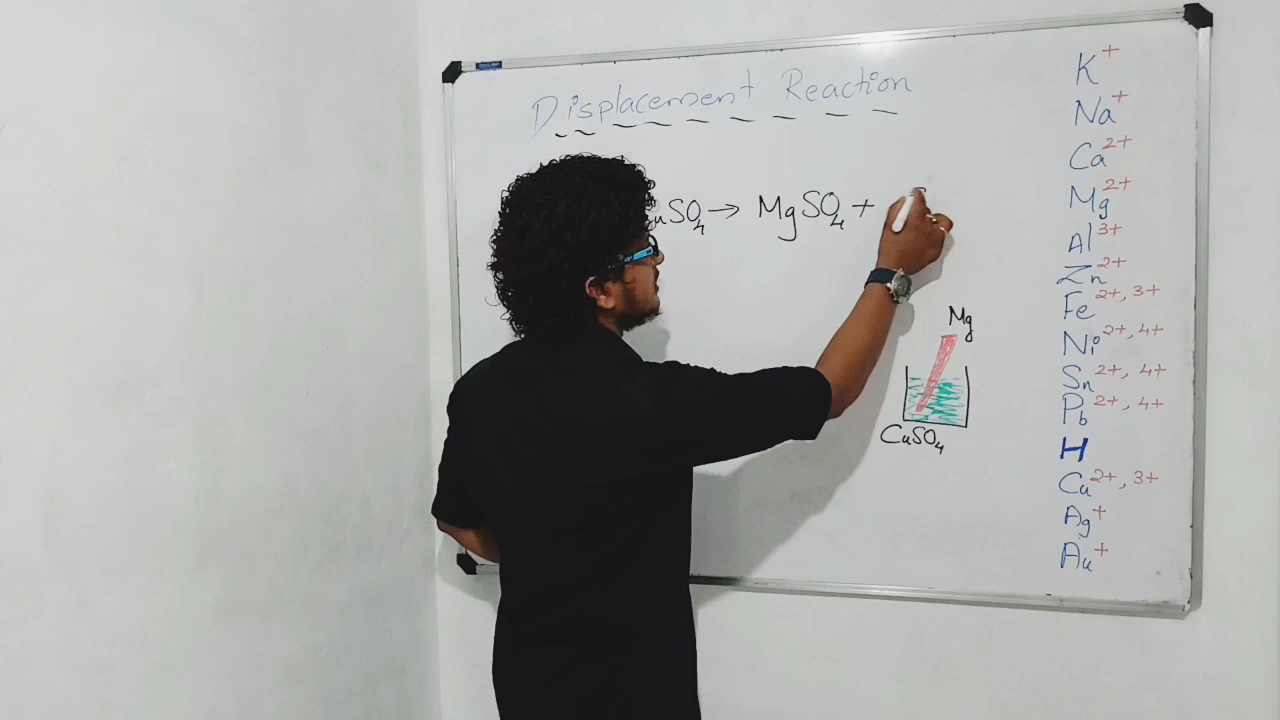 Displacement Reaction
uSO₄ → MgSO₄ +
Mg
CuSO₄
K⁺
Na⁺
Ca²⁺
Mg²⁺
Al³⁺
Zn²⁺
Fe²⁺, ³⁺
Ni²⁺, ⁴⁺
Sn²⁺, ⁴⁺
Pb²⁺, ⁴⁺
H
Cu²⁺, ³⁺
Ag⁺
Au⁺